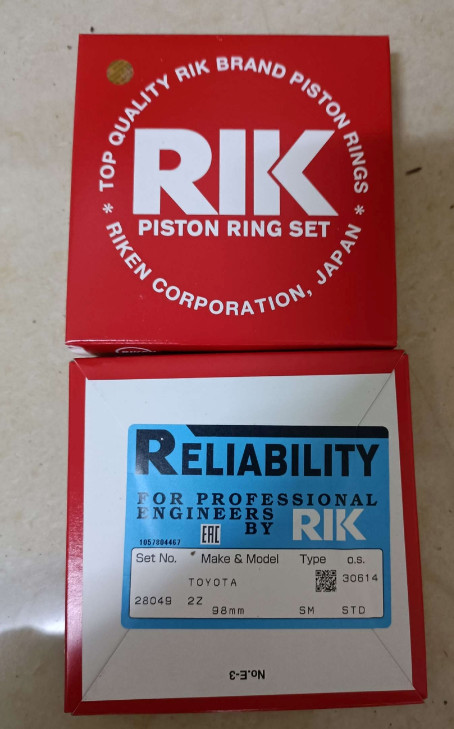 TOP QUALITY RIK BRAND PISTON RINGS
RIK
PISTON RING SET
* RIKEN CORPORATION, JAPAN *
RELIABILITY
FOR PROFESSIONAL
ENGINEERS
BY RIK
1057804467 EAC
Set No. Make & Model Type o.s.
TOYOTA 30614
28049 2Z
98mm SM STD
No.E-3